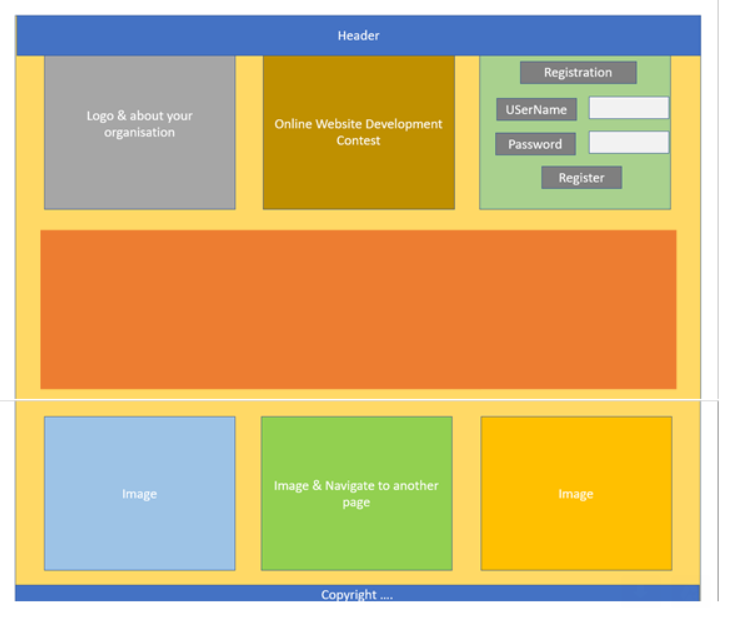 Header
Logo & about your
organisation
Online Website Development
Contest
Registration
USerName
Password
Register
Image
Image & Navigate to another
page
Image
Copyright ....